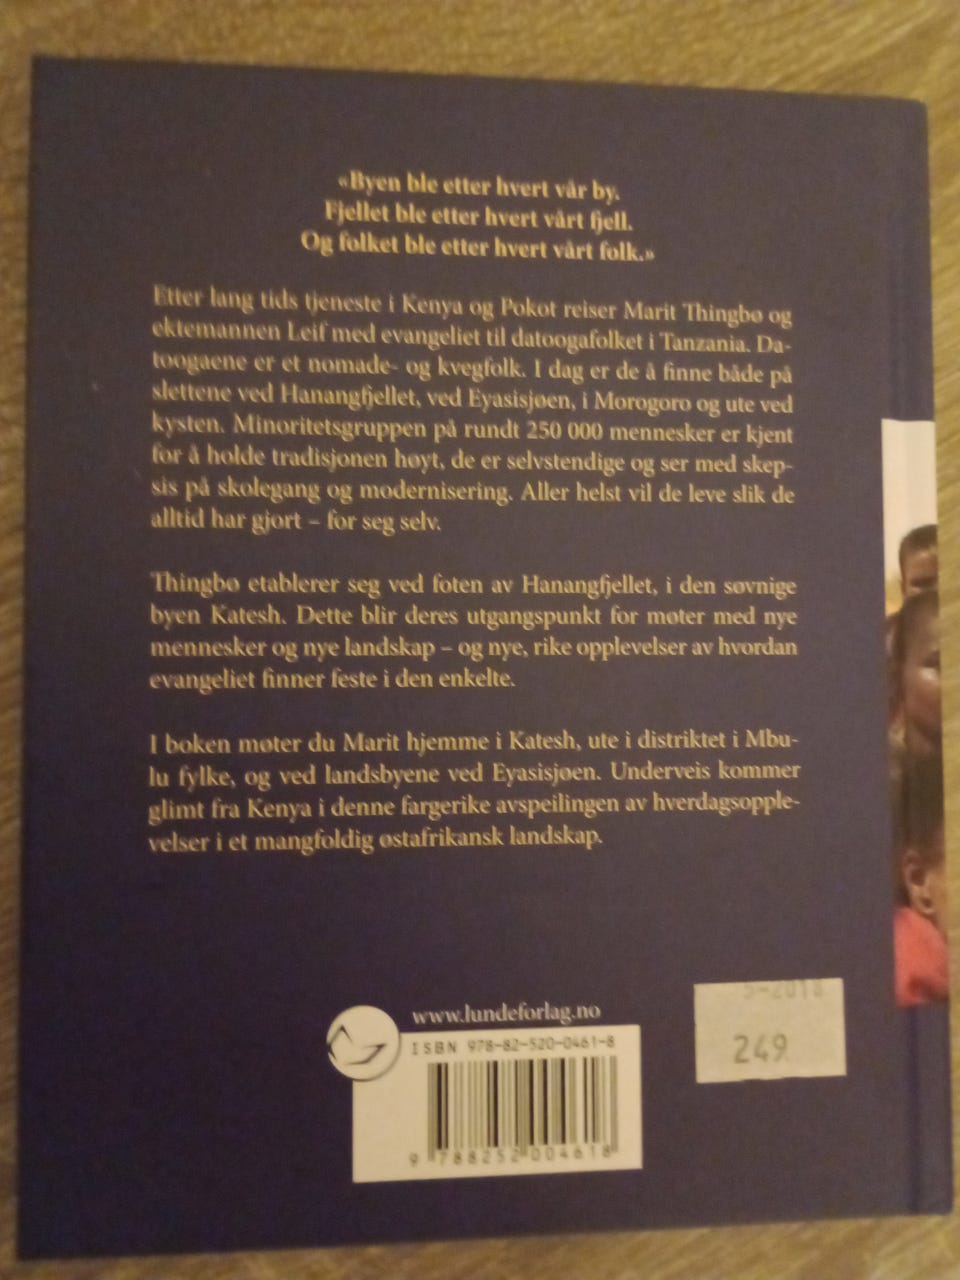 «Byen ble etter hvert vår by.
Fjellet ble etter hvert vårt fjell.
Og folket ble etter hvert vårt folk.»
Etter lang tids tjeneste i Kenya og Pokot reiser Marit Thingbø og
ektemannen Leif med evangeliet til datoogafolket i Tanzania. Da-
toogaene er et nomade- og kvegfolk. I dag er de å finne både på
slettene ved Hanangfjellet, ved Eyasisjøen, i Morogoro og ute ved
kysten. Minoritetsgruppen på rundt 250 000 mennesker er kjent
for å holde tradisjonen høyt, de er selvstendige og ser med skep-
sis på skolegang og modernisering. Aller helst vil de leve slik de
alltid har gjort – for seg selv.
Thingbø etablerer seg ved foten av Hanangfjellet, i den søvnige
byen Katesh. Dette blir deres utgangspunkt for møter med nye
mennesker og nye landskap – og nye, rike opplevelser av hvordan
evangeliet finner feste i den enkelte.
I boken møter du Marit hjemme i Katesh, ute i distriktet i Mbu-
lu fylke, og ved landsbyene ved Eyasisjøen. Underveis kommer
glimt fra Kenya i denne fargerike avspeilingen av hverdagsopple-
velser i et mangfoldig østafrikansk landskap.
www.lundeforlag.no
ISBN 978-82-520-0461-8
9 788252 004618
5-2018
249